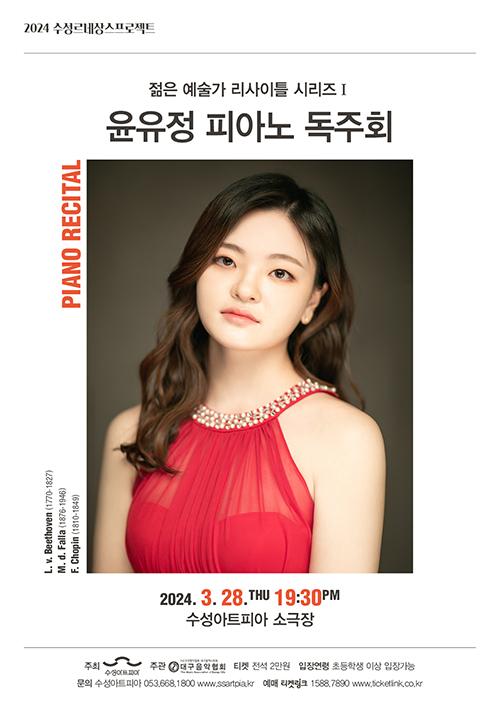 2024 수성르네상스프로젝트
젊은 예술가 리사이틀 시리즈 I
윤유정 피아노 독주회
PIANO RECITAL
L. v. Beethoven (1770-1827)
M. d. Falla (1876-1946)
F. Chopin (1810-1849)
2024. 3. 28.THU 19:30PM
수성아트피아 소극장
주최 수성아트피아 주관 대구음악협회 티켓 전석 2만원 입장연령 초등학생 이상 입장가능
문의 수성아트피아 053.668.1800 www.ssartpia.kr 예매 티켓링크 1588.7890 www.ticketlink.co.kr